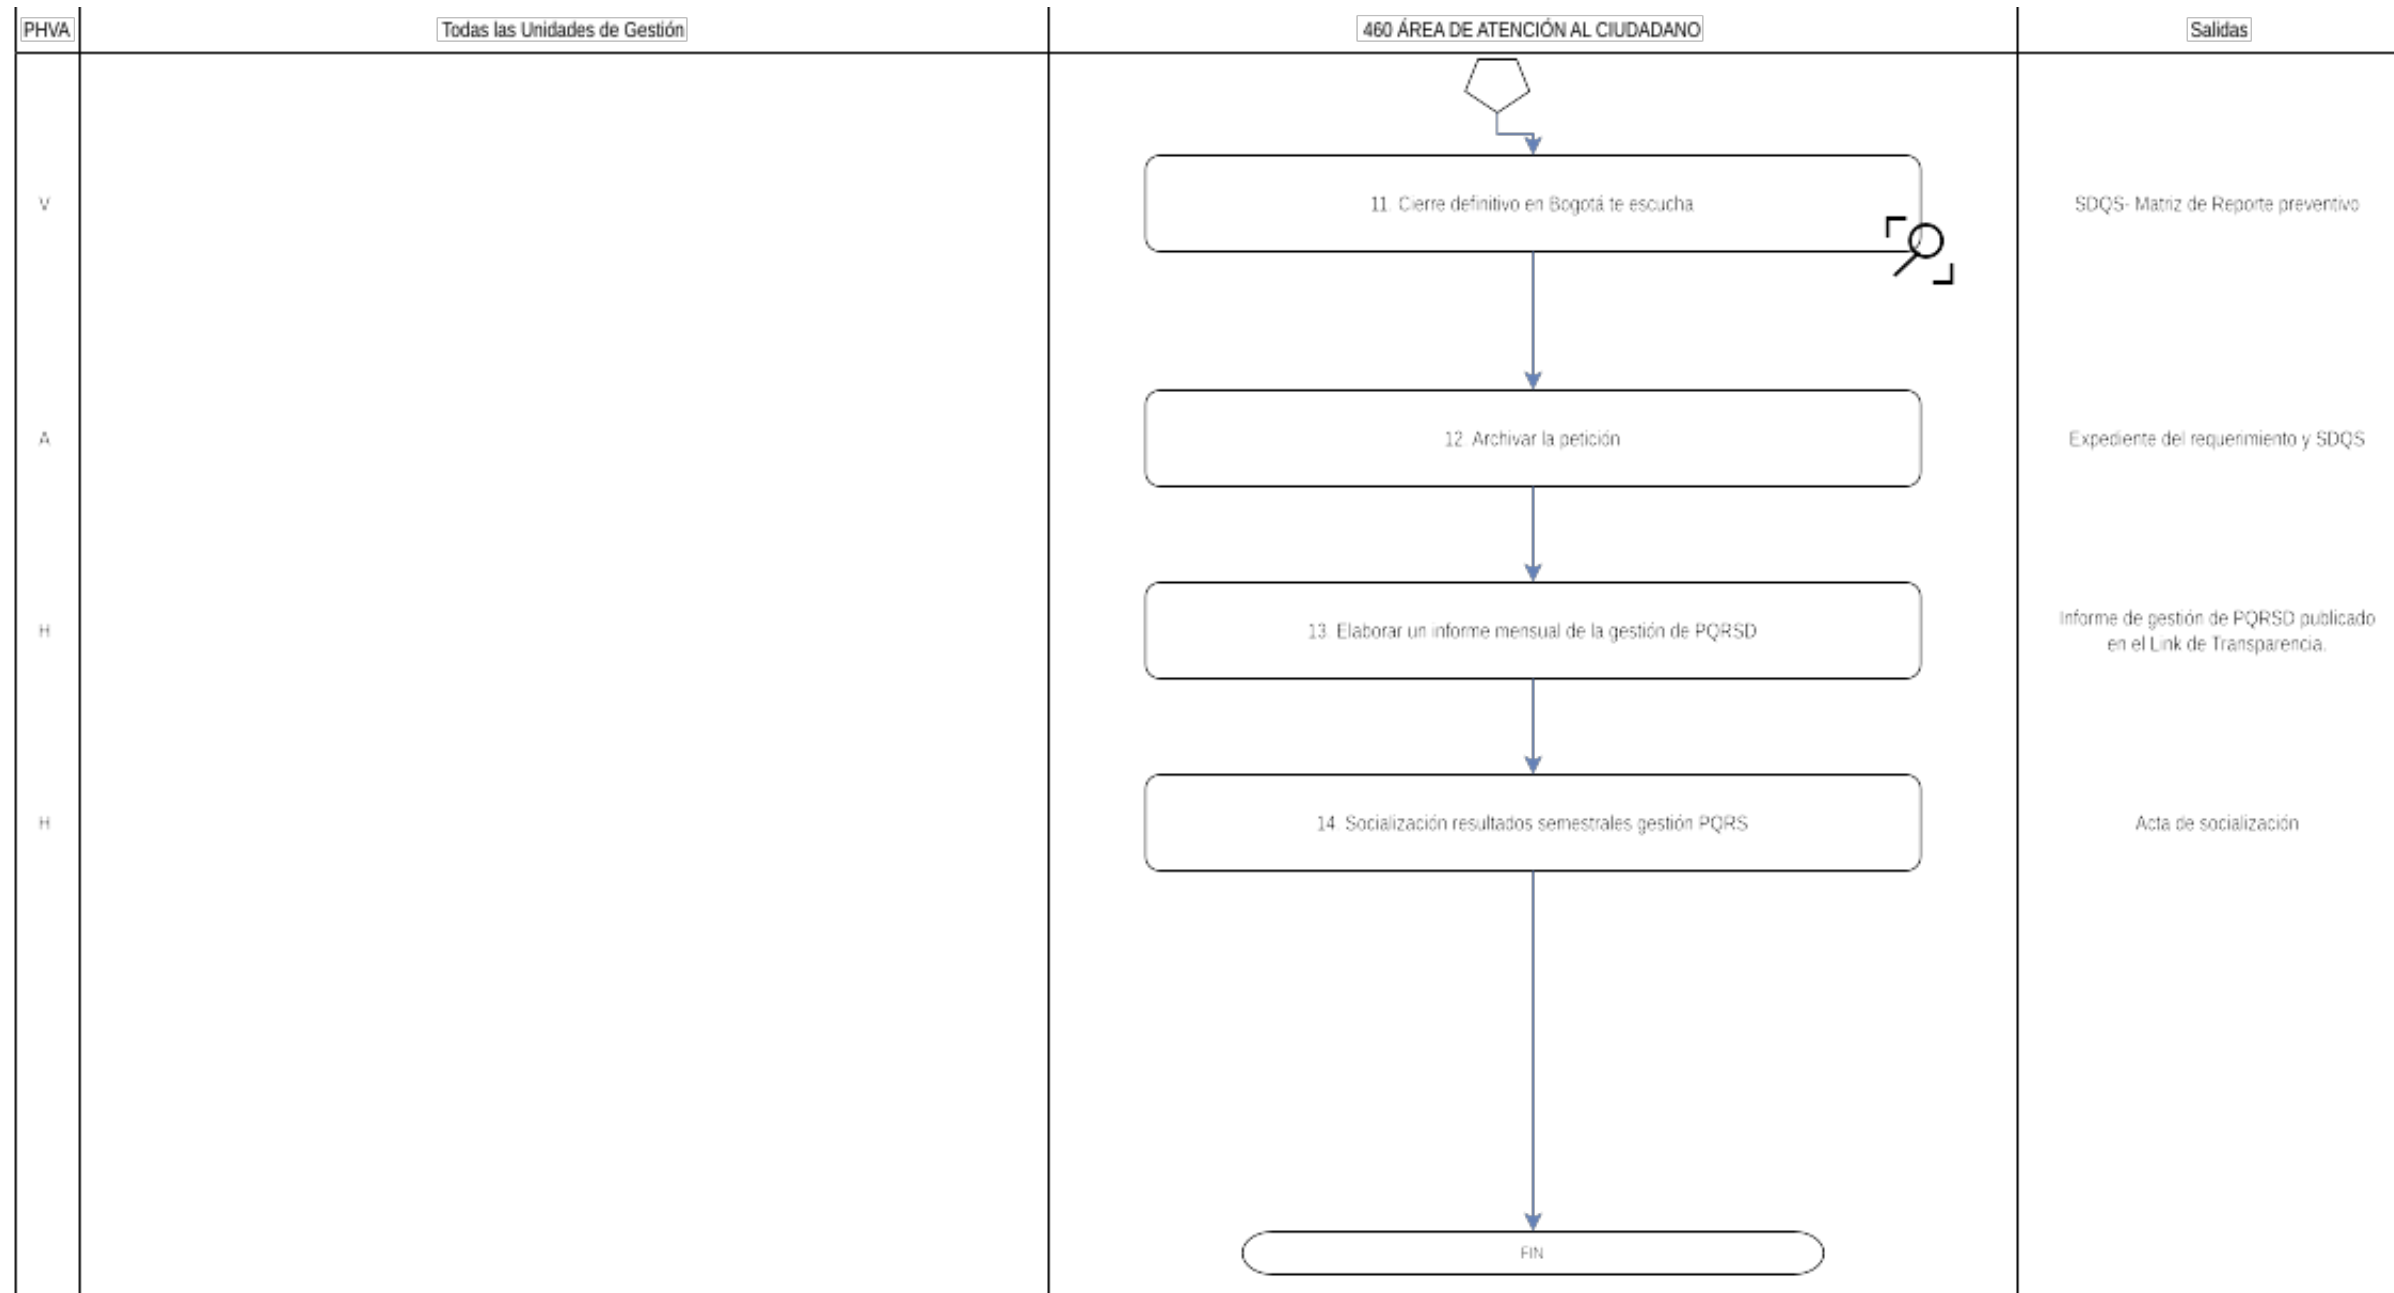 PHVA
Todas las Unidades de Gestión
460 ÁREA DE ATENCIÓN AL CIUDADANO
Salidas
V
11. Cierre definitivo en Bogotá te escucha
SDQS- Matriz de Reporte preventivo
A
12. Archivar la petición
Expediente del requerimiento y SDQS
H
13. Elaborar un informe mensual de la gestión de PQRSD
Informe de gestión de PQRSD publicado
en el Link de Transparencia.
H
14. Socialización resultados semestrales gestión PQRS
Acta de socialización
FIN